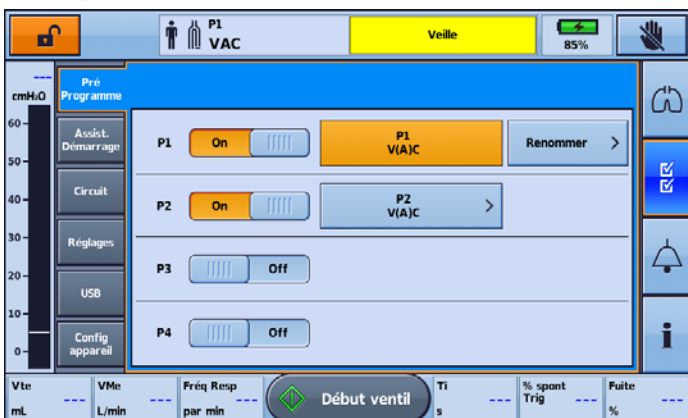 P1
VAC
Veille
85%
---
cmH2O
60
50
40
30
20
10
0
Pré
Programme
Assist.
Démarrage
Circuit
Réglages
USB
Config
appareil
P1
On
P1
V(A)C
Renommer >
P2
On
P2
V(A)C
>
P3
Off
P4
Off
i
Vte
---
mL
VMe
---
L/min
Fréq Resp
---
par min
Début ventil
Ti
---
s
% spont
Trig
---
Fuite
---
%